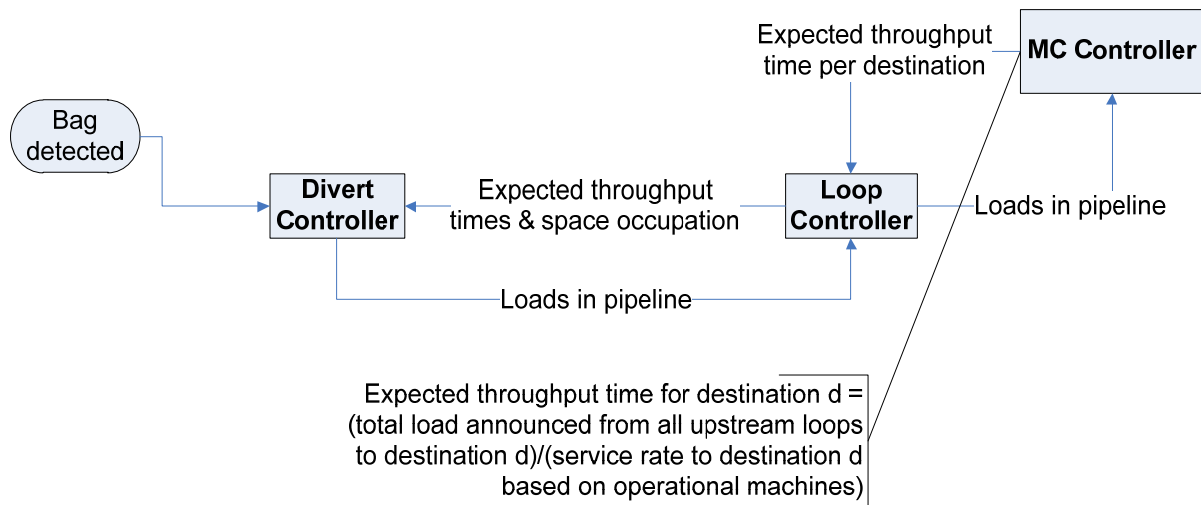 Expected throughput
time per destination
MC Controller
Bag
detected
Divert
Controller
Expected throughput
times & space occupation
Loop
Controller
Loads in pipeline
Loads in pipeline
Expected throughput time for destination d =
(total load announced from all upstream loops
to destination d)/(service rate to destination d
based on operational machines)